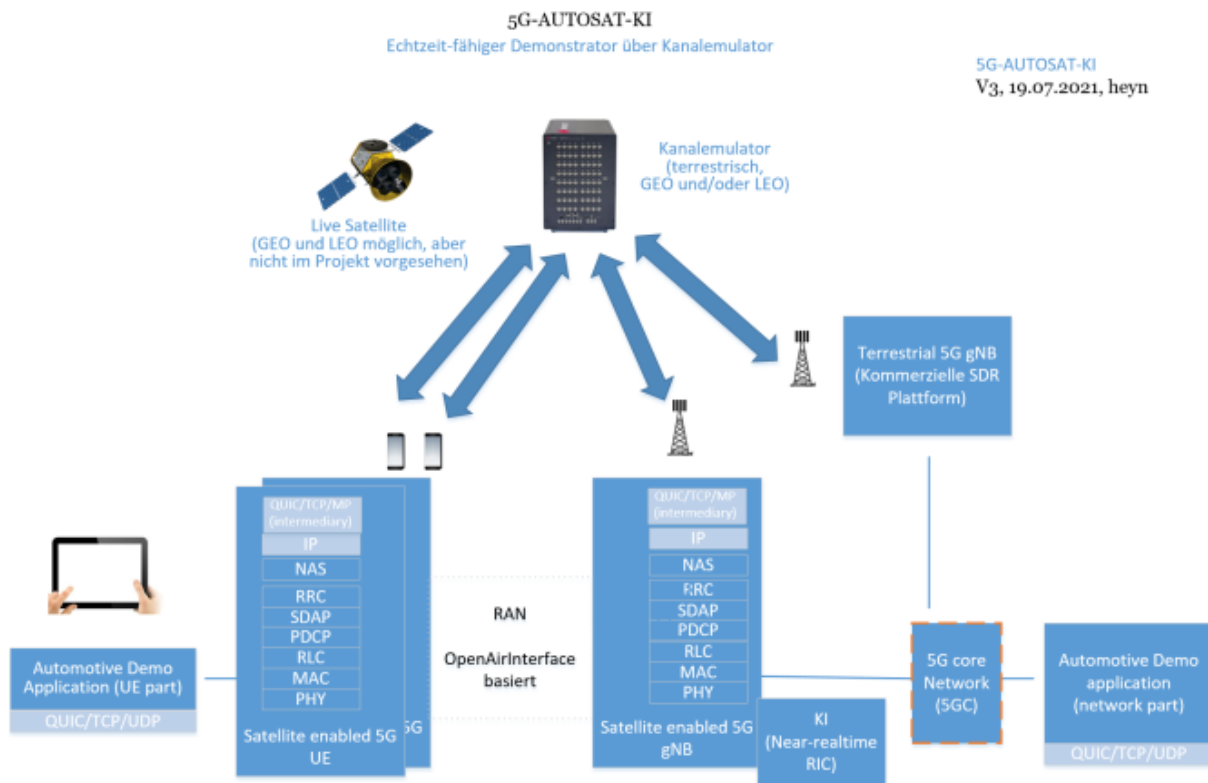 5G-AUTOSAT-KI
Echtzeit-fähiger Demonstrator über Kanalemulator
5G-AUTOSAT-KI
V3, 19.07.2021, heyn
Kanalemulator
(terrestrisch,
GEO und/oder LEO)
Live Satellite
(GEO und LEO möglich, aber
nicht im Projekt vorgesehen)
Terrestrial 5G gNB
(Kommerzielle SDR
Plattform)
QUIC/TCP/MP
(intermediary)
IP
NAS
RRC
SDAP
PDCP
RLC
MAC
PHY
Satellite enabled 5G
UE
5G
RAN
OpenAirInterface
basiert
QUIC/TCP/MP
(intermediary)
IP
NAS
RRC
SDAP
PDCP
RLC
MAC
PHY
Satellite enabled 5G
gNB
KI
(Near-realtime
RIC)
Automotive Demo
Application (UE part)
QUIC/TCP/UDP
5G core
Network
(5GC)
Automotive Demo
application
(network part)
QUIC/TCP/UDP